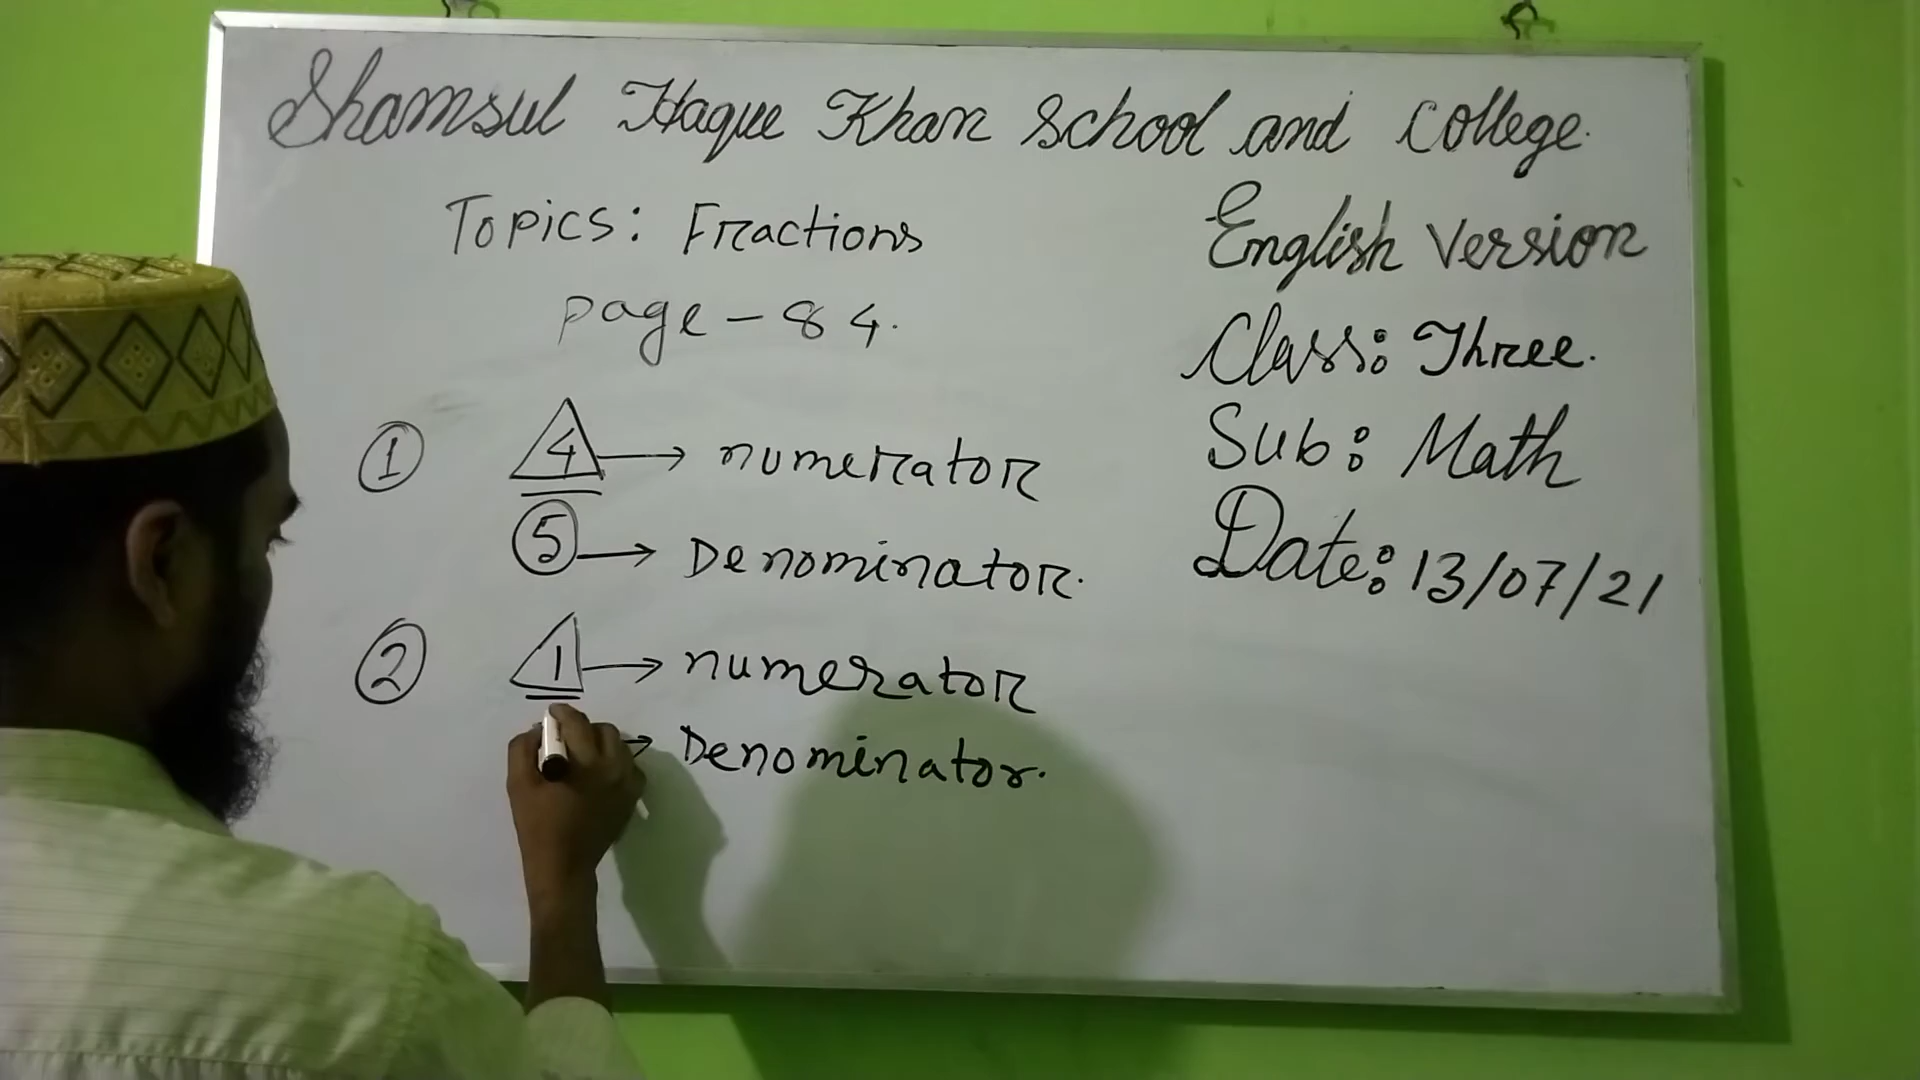 Shamsul Haque Khan School and College.
Topics: Fractions
page - 84.
English Version
Class: Three.
Sub: Math
Date: 13/07/21
① 4 → numerator
5 → Denominator.
② 1 → numerator
→ Denominator.